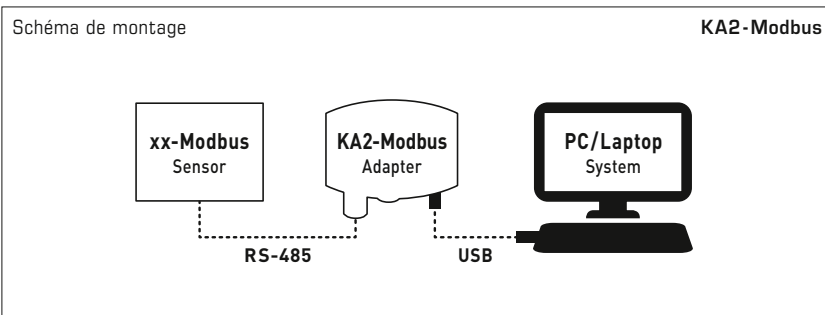 Schéma de montage
KA2-Modbus
xx-Modbus
Sensor
KA2-Modbus
Adapter
PC/Laptop
System
RS-485
USB